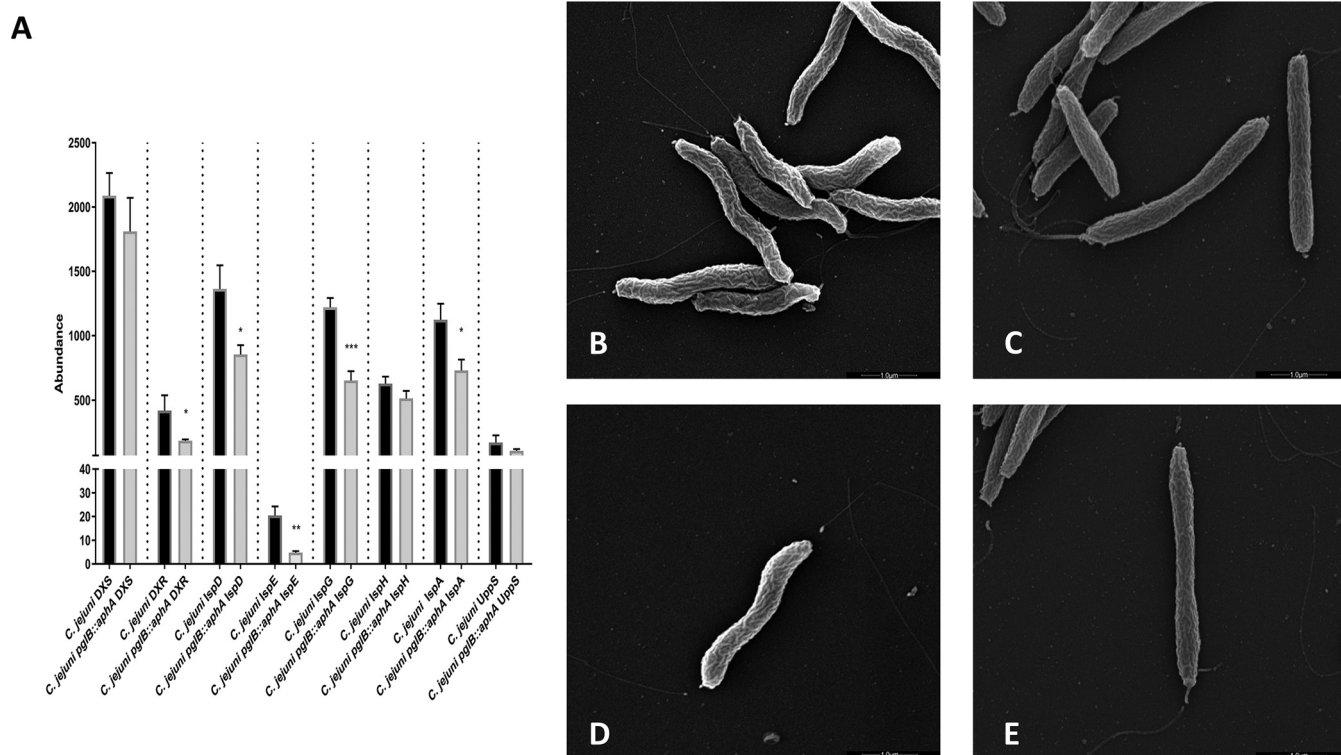 A
2500
2000
1500
1000
500
40
30
20
10
0
Abundance
*
*
**
***
*
C. jejuni DXS
C. jejuni pglB::aphA DXS
C. jejuni DXR
C. jejuni pglB::aphA DXR
C. jejuni IspD
C. jejuni pglB::aphA IspD
C. jejuni IspE
C. jejuni pglB::aphA IspE
C. jejuni IspG
C. jejuni pglB::aphA IspG
C. jejuni IspH
C. jejuni pglB::aphA IspH
C. jejuni IspA
C. jejuni pglB::aphA IspA
C. jejuni UppS
C. jejuni pglB::aphA UppS
B
1.0µm
C
1.0µm
D
E